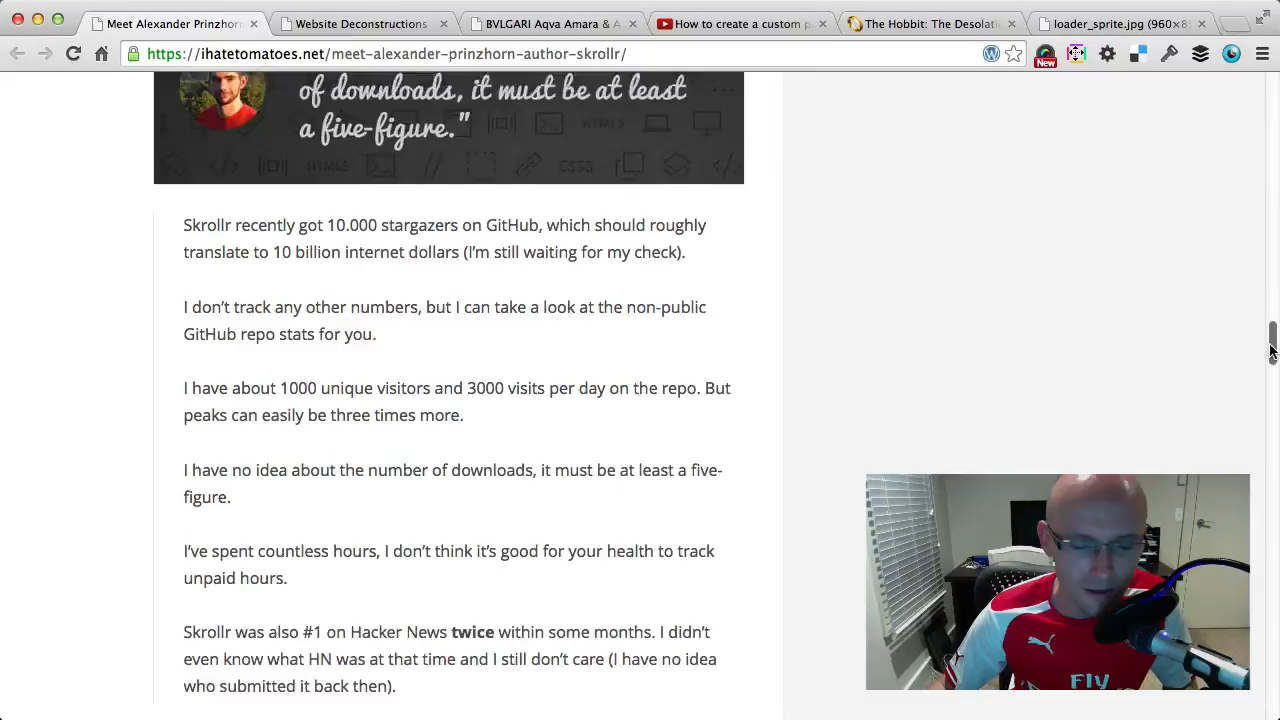 Meet Alexander Prinzhorn
Website Deconstructions
BVLGARI Aqva Amara & A
How to create a custom p
The Hobbit: The Desolati
loader_sprite.jpg (960×8
https://ihatetomatoes.net/meet-alexander-prinzhorn-author-skrollr/
New
of downloads, it must be at least
a five-figure."
HTML5
HTML5
CSS3
Skrollr recently got 10.000 stargazers on GitHub, which should roughly
translate to 10 billion internet dollars (I'm still waiting for my check).
I don't track any other numbers, but I can take a look at the non-public
GitHub repo stats for you.
I have about 1000 unique visitors and 3000 visits per day on the repo. But
peaks can easily be three times more.
I have no idea about the number of downloads, it must be at least a five-
figure.
I've spent countless hours, I don't think it's good for your health to track
unpaid hours.
Skrollr was also #1 on Hacker News twice within some months. I didn't
even know what HN was at that time and I still don't care (I have no idea
who submitted it back then).
Fly